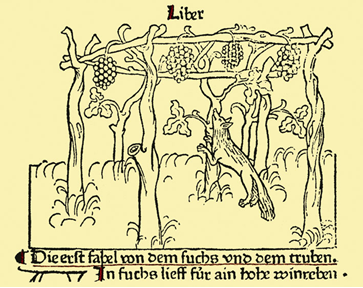 Liber
Die erst fabel von dem fuchs vnd dem truben.
In fuchs lieff für ain hohe winreben.